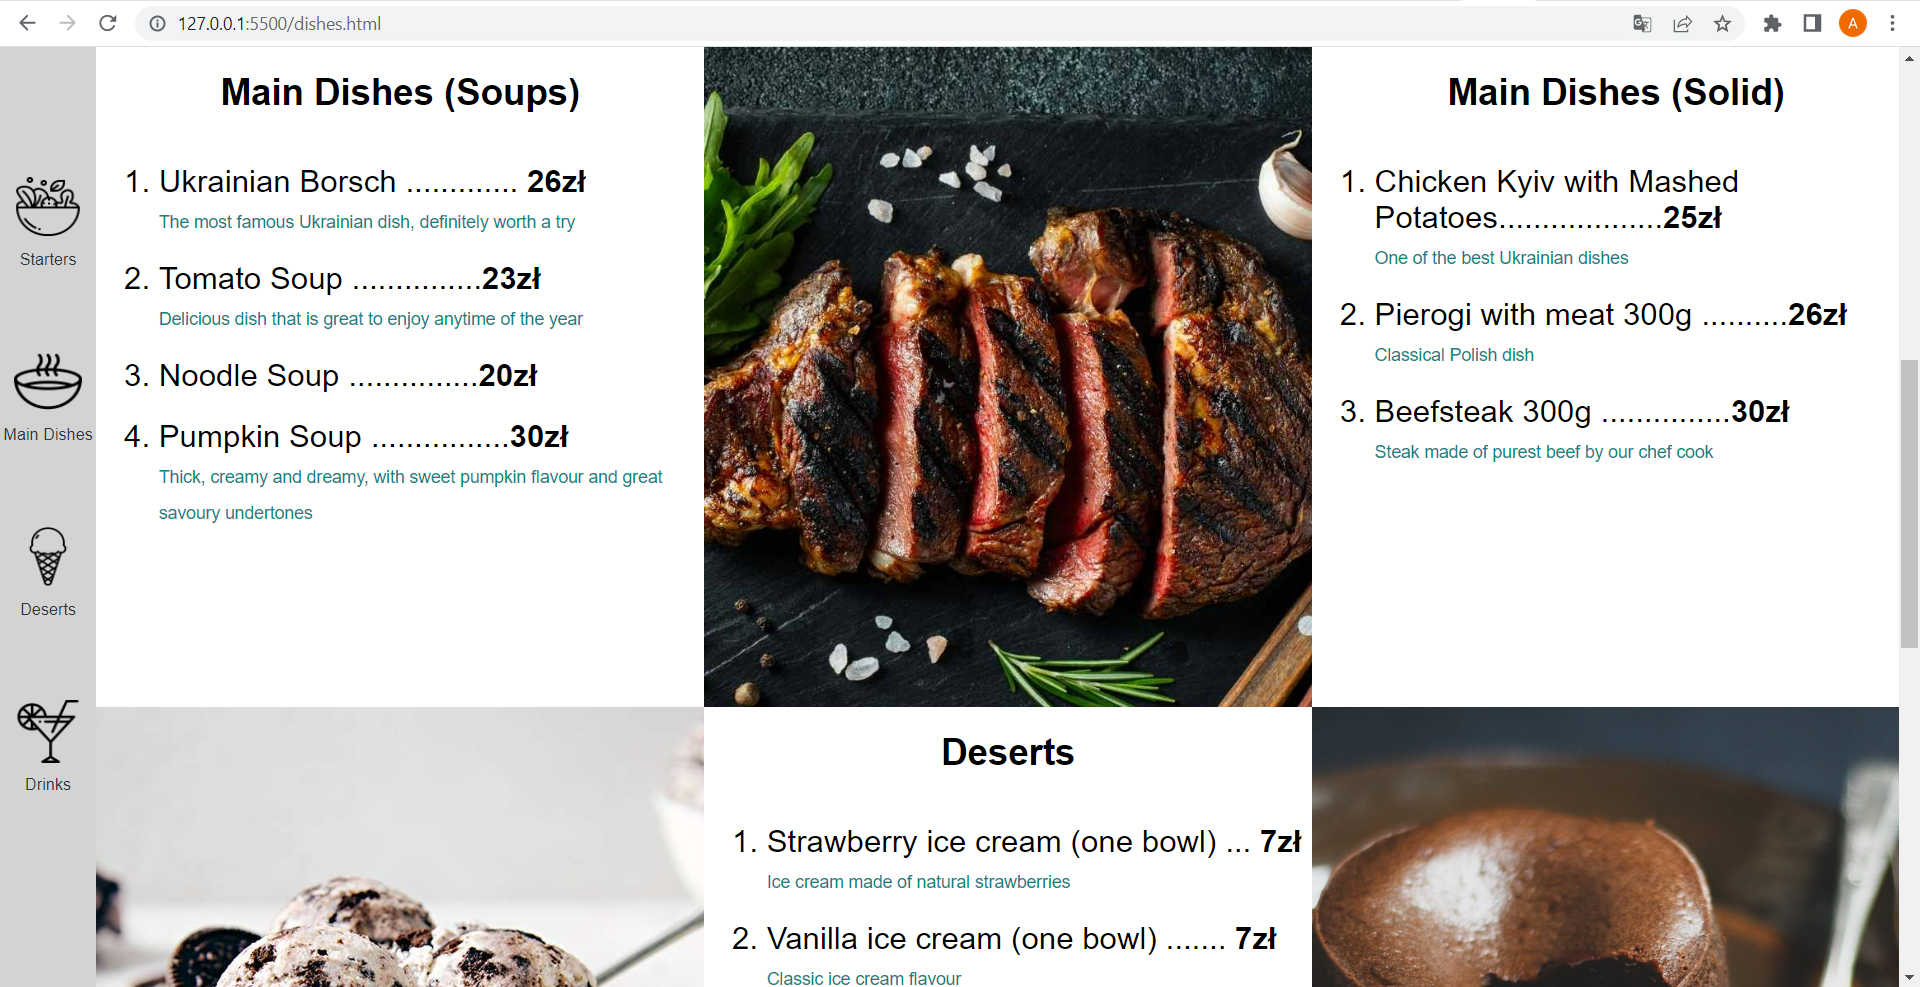 127.0.0.1:5500/dishes.html
A
Starters
Main Dishes
Deserts
Drinks
Main Dishes (Soups)
1. Ukrainian Borsch ............. 26zł
The most famous Ukrainian dish, definitely worth a try
2. Tomato Soup ...............23zł
Delicious dish that is great to enjoy anytime of the year
3. Noodle Soup ...............20zł
4. Pumpkin Soup ................30zł
Thick, creamy and dreamy, with sweet pumpkin flavour and great
savoury undertones
Main Dishes (Solid)
1. Chicken Kyiv with Mashed
Potatoes...................25zł
One of the best Ukrainian dishes
2. Pierogi with meat 300g ..........26zł
Classical Polish dish
3. Beefsteak 300g ...............30zł
Steak made of purest beef by our chef cook
Deserts
1. Strawberry ice cream (one bowl) ... 7zł
Ice cream made of natural strawberries
2. Vanilla ice cream (one bowl) ....... 7zł
Classic ice cream flavour